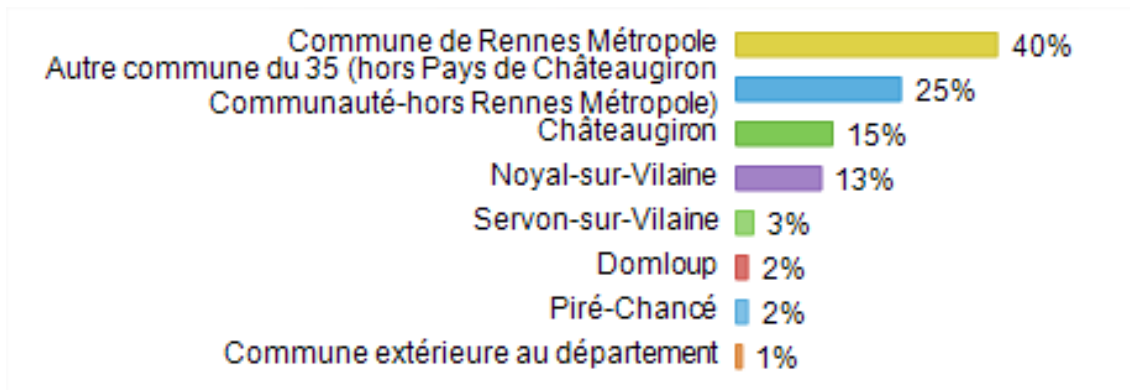 Commune de Rennes Métropole 40%
Autre commune du 35 (hors Pays de Châteaugiron
Communauté-hors Rennes Métropole) 25%
Châteaugiron 15%
Noyal-sur-Vilaine 13%
Servon-sur-Vilaine 3%
Domloup 2%
Piré-Chancé 2%
Commune extérieure au département 1%